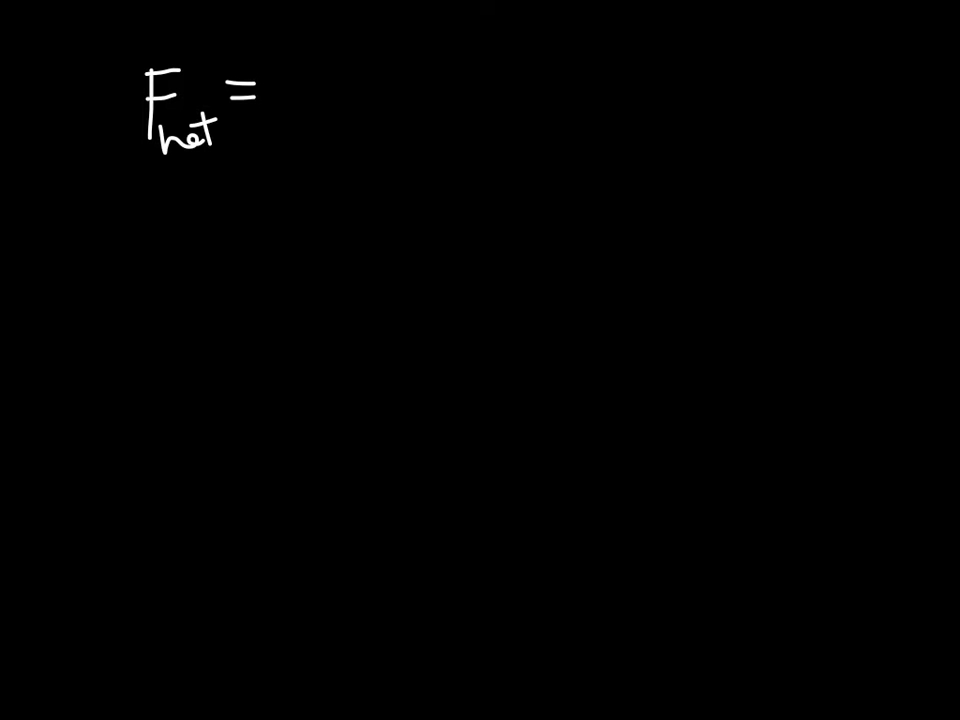 F_net =